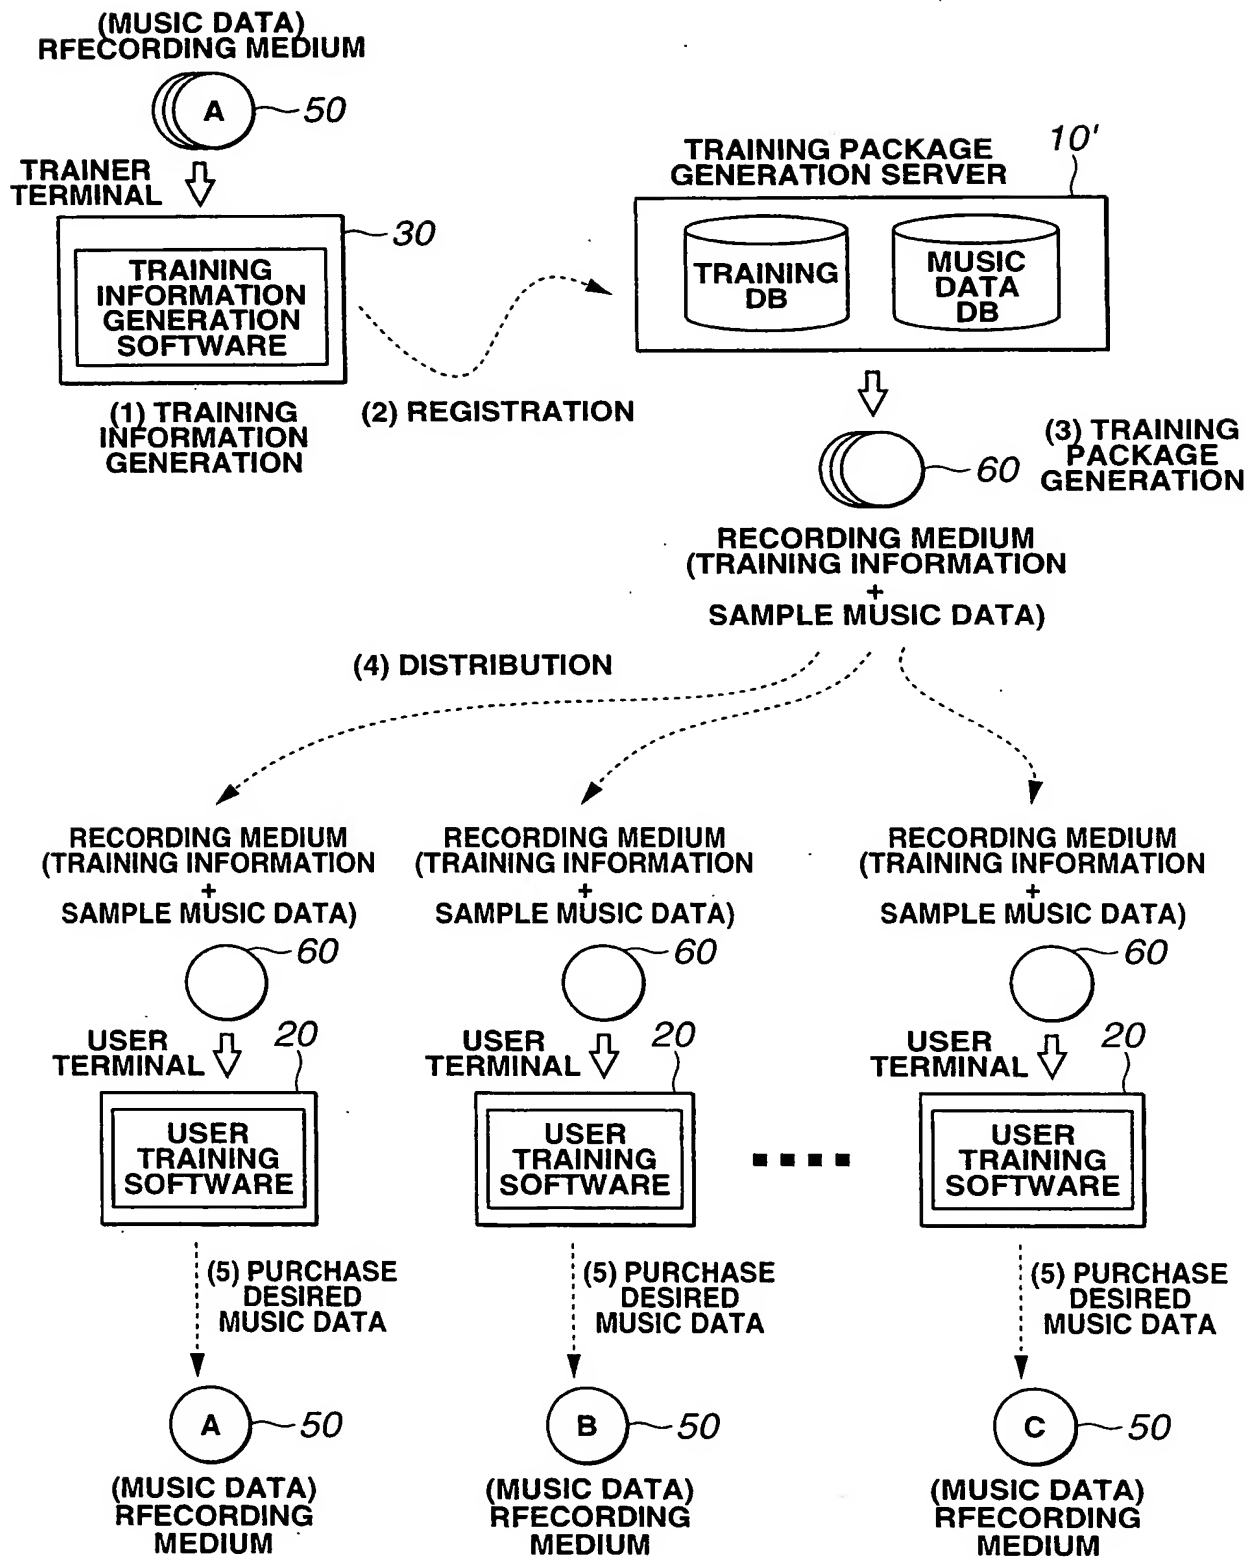 (MUSIC DATA)
RFECORDING MEDIUM
A
50
TRAINER
TERMINAL
30
TRAINING
INFORMATION
GENERATION
SOFTWARE
(1) TRAINING
INFORMATION
GENERATION
(2) REGISTRATION
10'
TRAINING PACKAGE
GENERATION SERVER
TRAINING
DB
MUSIC
DATA
DB
(3) TRAINING
PACKAGE
GENERATION
60
RECORDING MEDIUM
(TRAINING INFORMATION
+
SAMPLE MUSIC DATA)
(4) DISTRIBUTION
RECORDING MEDIUM
(TRAINING INFORMATION
+
SAMPLE MUSIC DATA)
60
USER
TERMINAL
20
USER
TRAINING
SOFTWARE
(5) PURCHASE
DESIRED
MUSIC DATA
A
50
(MUSIC DATA)
RFECORDING
MEDIUM
RECORDING MEDIUM
(TRAINING INFORMATION
+
SAMPLE MUSIC DATA)
60
USER
TERMINAL
20
USER
TRAINING
SOFTWARE
(5) PURCHASE
DESIRED
MUSIC DATA
B
50
(MUSIC DATA)
RFECORDING
MEDIUM
RECORDING MEDIUM
(TRAINING INFORMATION
+
SAMPLE MUSIC DATA)
60
USER
TERMINAL
20
USER
TRAINING
SOFTWARE
(5) PURCHASE
DESIRED
MUSIC DATA
C
50
(MUSIC DATA)
RFECORDING
MEDIUM